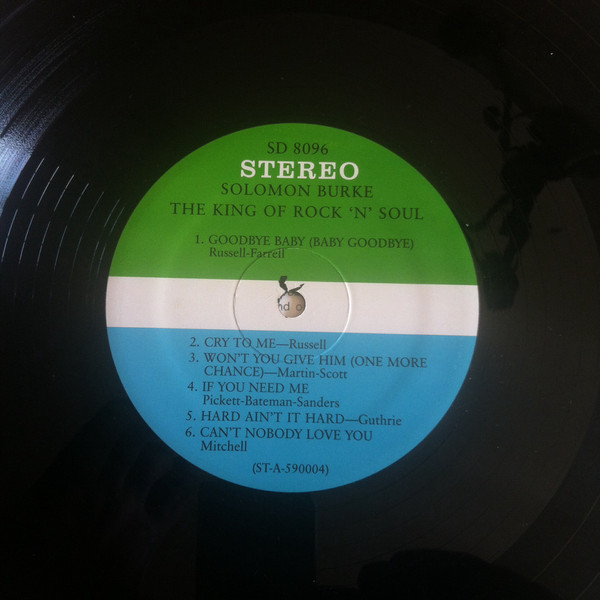 SD 8096
STEREO
SOLOMON BURKE
THE KING OF ROCK 'N' SOUL
1. GOODBYE BABY (BABY GOODBYE)
Russell-Farrell
nd o
2. CRY TO ME—Russell
3. WON'T YOU GIVE HIM (ONE MORE
CHANCE)—Martin-Scott
4. IF YOU NEED ME
Pickett-Bateman-Sanders
5. HARD AIN'T IT HARD—Guthrie
6. CAN'T NOBODY LOVE YOU
Mitchell
(ST-A-590004)